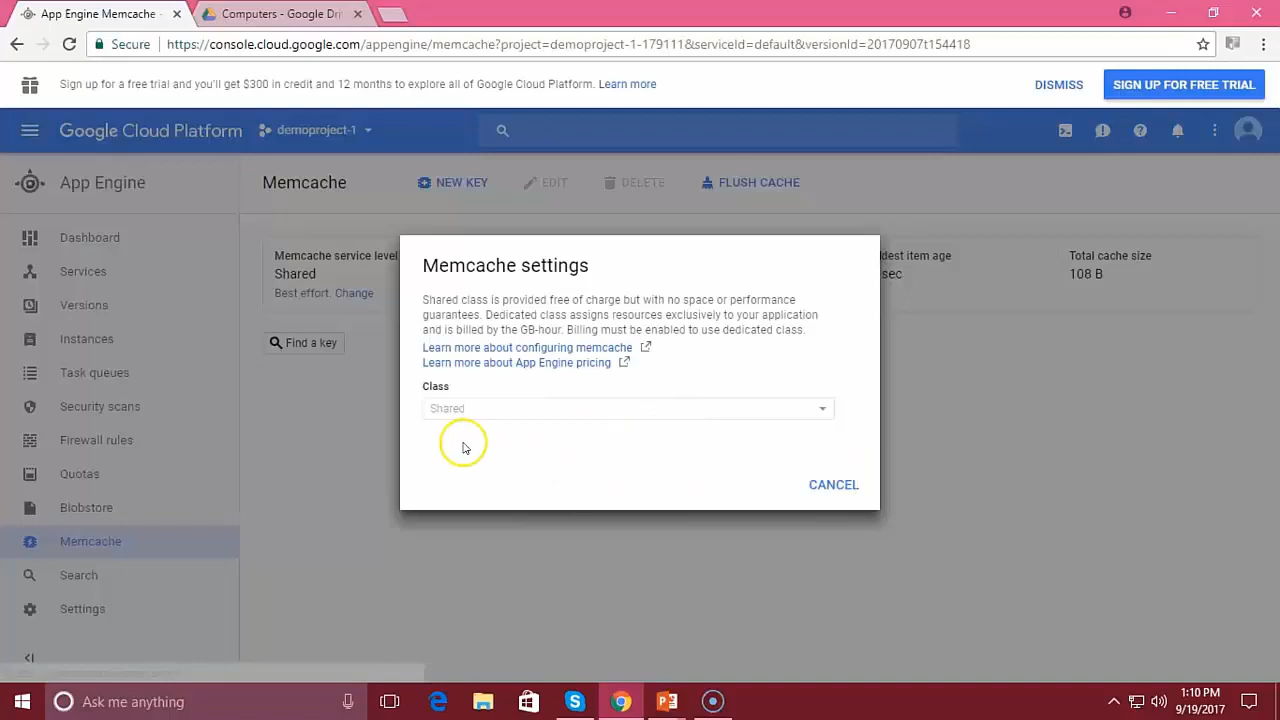 App Engine Memcache -
Computers - Google Dri
Secure
https://console.cloud.google.com/appengine/memcache?project=demoproject-1-179111&serviceId=default&versionId=20170907t154418
Sign up for a free trial and you'll get $300 in credit and 12 months to explore all of Google Cloud Platform. Learn more
DISMISS
SIGN UP FOR FREE TRIAL
Google Cloud Platform
demoproject-1
App Engine
Memcache
NEW KEY
EDIT
DELETE
FLUSH CACHE
Dashboard
Services
Versions
Instances
Task queues
Security scans
Firewall rules
Quotas
Blobstore
Memcache
Search
Settings
Memcache service level
Shared
Best effort. Change
Find a key
dest item age
sec
Total cache size
108 B
Memcache settings
Shared class is provided free of charge but with no space or performance
guarantees. Dedicated class assigns resources exclusively to your application
and is billed by the GB-hour. Billing must be enabled to use dedicated class.
Learn more about configuring memcache
Learn more about App Engine pricing
Class
Shared
CANCEL
Ask me anything
1:10 PM
9/19/2017